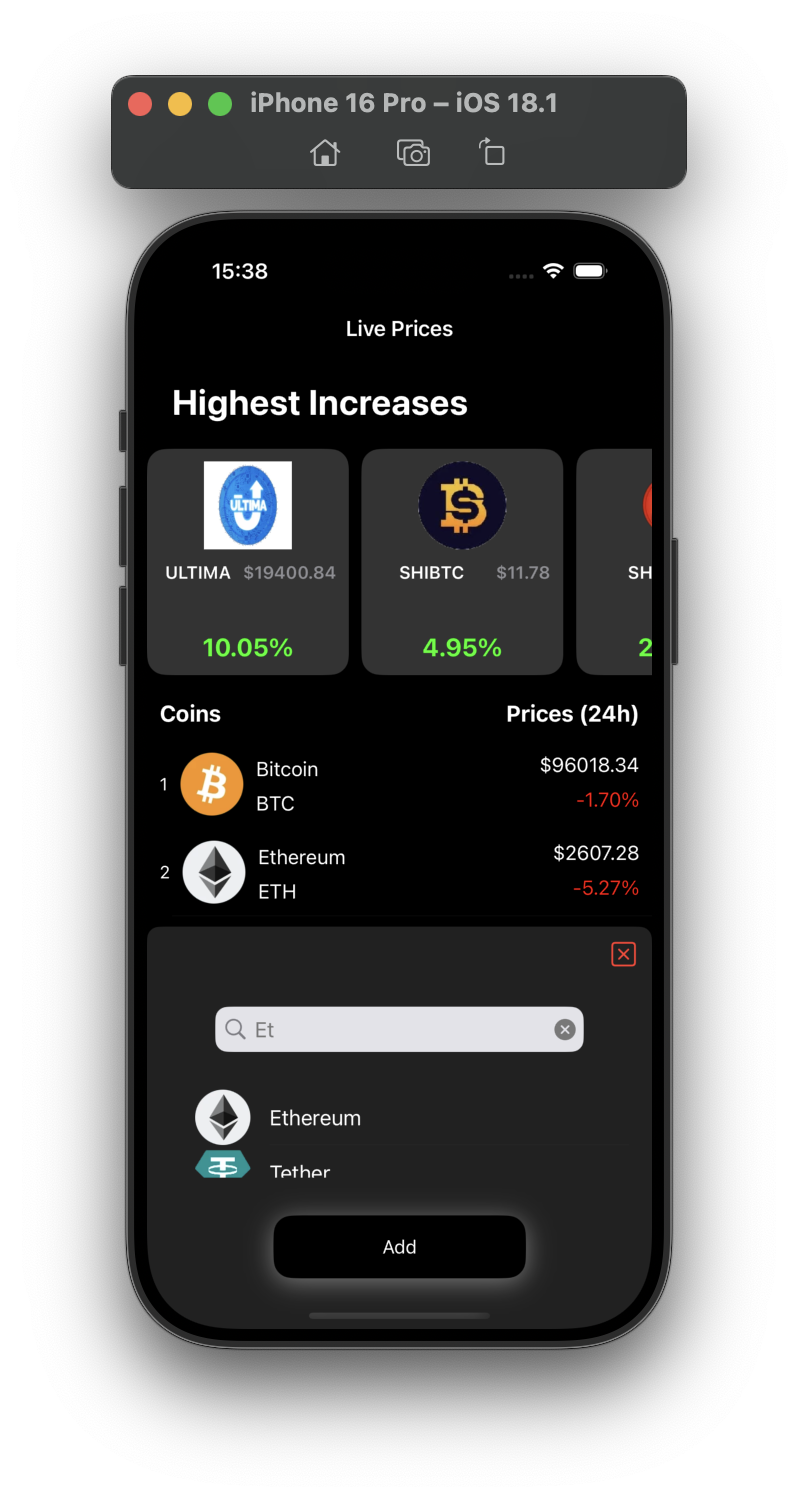 iPhone 16 Pro – iOS 18.1
15:38
Live Prices
Highest Increases
ULTIMA
ULTIMA $19400.84
10.05%
SHIBTC $11.78
4.95%
SH
2
Coins Prices (24h)
1 Bitcoin $96018.34
BTC -1.70%
2 Ethereum $2607.28
ETH -5.27%
Et
Ethereum
Tether
Add